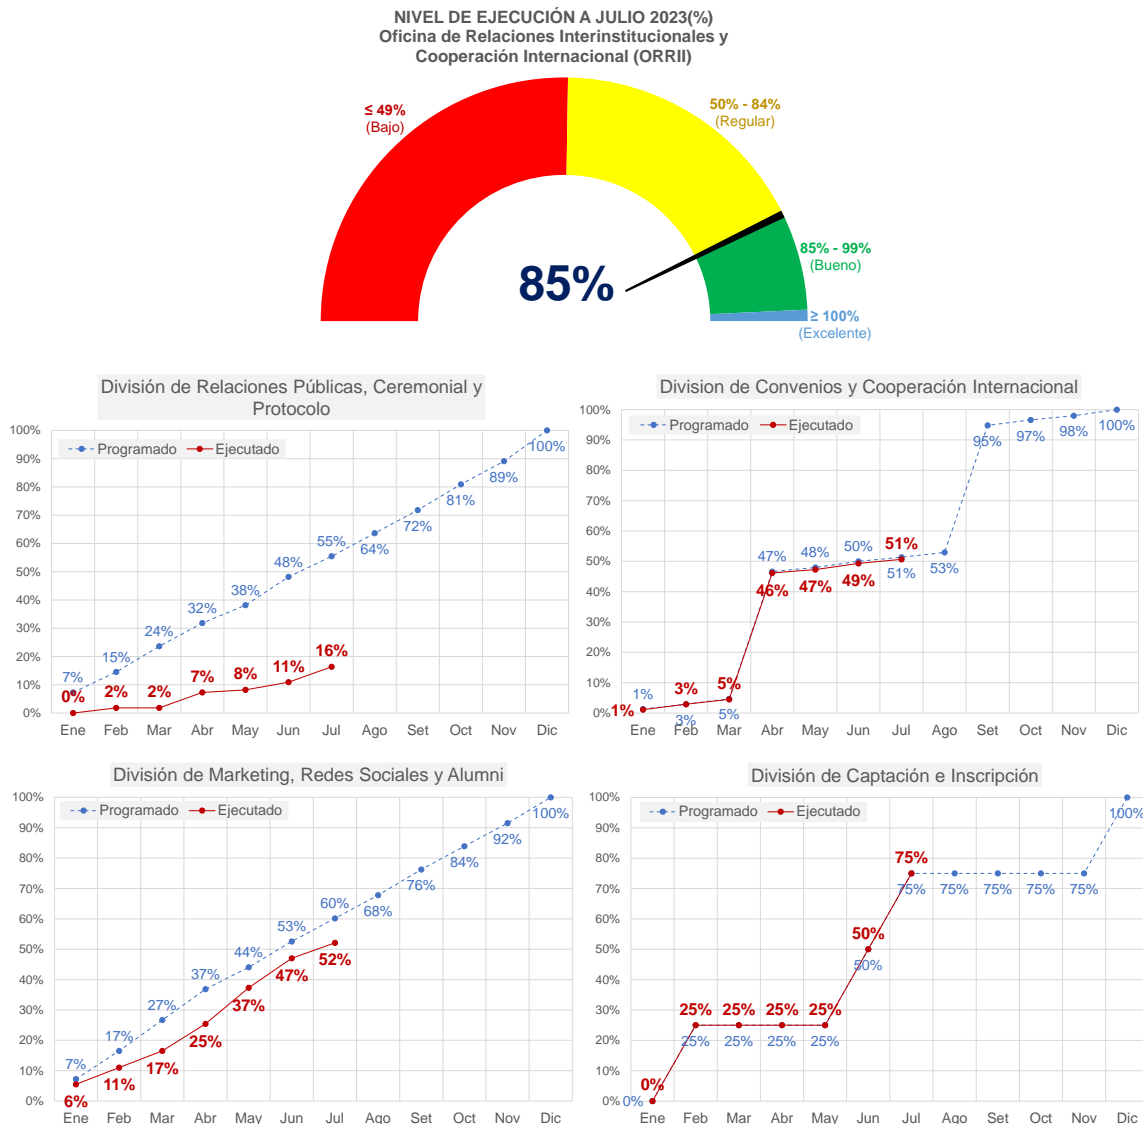 NIVEL DE EJECUCIÓN A JULIO 2023(%)
Oficina de Relaciones Interinstitucionales y
Cooperación Internacional (ORRII)
≤ 49%
(Bajo)
50% - 84%
(Regular)
85% - 99%
(Bueno)
≥ 100%
(Excelente)
85%
División de Relaciones Públicas, Ceremonial y
Protocolo
Programado Ejecutado
100%
90%
80%
70%
60%
50%
40%
30%
20%
10%
0%
7% 15% 24% 32% 38% 48% 55% 64% 72% 81% 89% 100%
0% 2% 2% 7% 8% 11% 16%
Ene Feb Mar Abr May Jun Jul Ago Set Oct Nov Dic
Division de Convenios y Cooperación Internacional
Programado Ejecutado
100%
90%
80%
70%
60%
50%
40%
30%
20%
10%
0%
1% 3% 5% 47% 48% 50% 51% 53% 95% 97% 98% 100%
1% 3% 5% 46% 47% 49% 51%
Ene Feb Mar Abr May Jun Jul Ago Set Oct Nov Dic
División de Marketing, Redes Sociales y Alumni
Programado Ejecutado
100%
90%
80%
70%
60%
50%
40%
30%
20%
10%
0%
7% 17% 27% 37% 44% 53% 60% 68% 76% 84% 92% 100%
6% 11% 17% 25% 37% 47% 52%
Ene Feb Mar Abr May Jun Jul Ago Set Oct Nov Dic
División de Captación e Inscripción
Programado Ejecutado
100%
90%
80%
70%
60%
50%
40%
30%
20%
10%
0%
0% 25% 25% 25% 25% 50% 75% 75% 75% 75% 75% 100%
0% 25% 25% 25% 25% 50% 75%
Ene Feb Mar Abr May Jun Jul Ago Set Oct Nov Dic